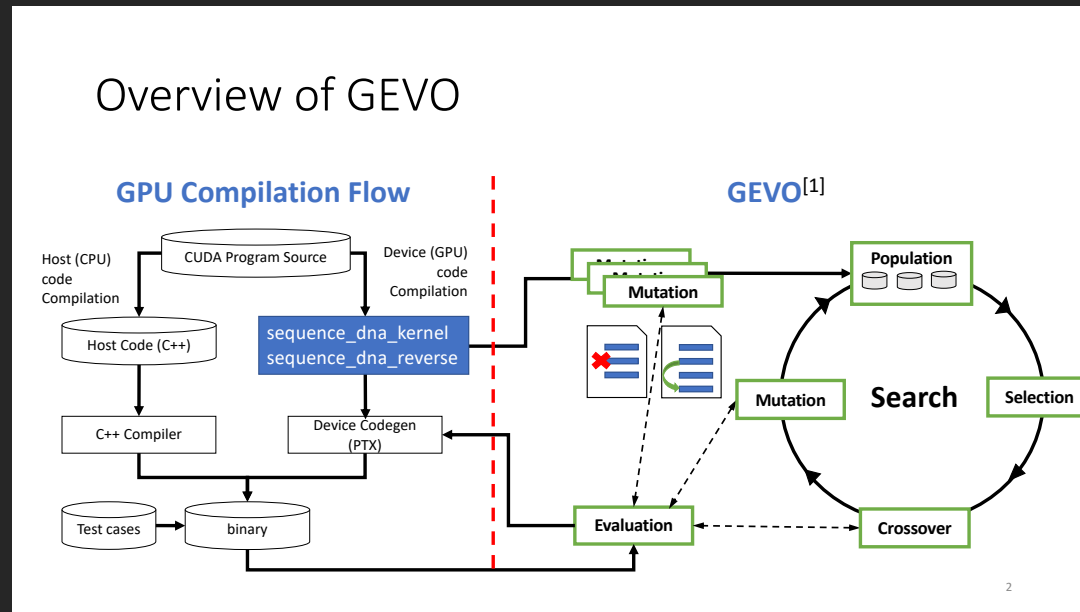 Overview of GEVO
GPU Compilation Flow
GEVO[1]
CUDA Program Source
Host (CPU)
code
Compilation
Device (GPU)
code
Compilation
Host Code (C++)
sequence_dna_kernel
sequence_dna_reverse
C++ Compiler
Device Codegen
(PTX)
Test cases
binary
Mutation
Population
Mutation
Search
Selection
Evaluation
Crossover
2